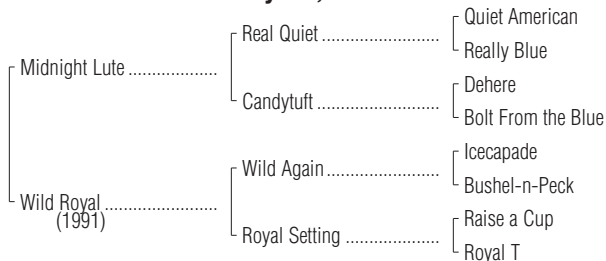 Quiet American
Real Quiet
Really Blue
Midnight Lute
Dehere
Candytuft
Bolt From the Blue
Icecapade
Wild Again
Bushel-n-Peck
Wild Royal
(1991)
Raise a Cup
Royal Setting
Royal T